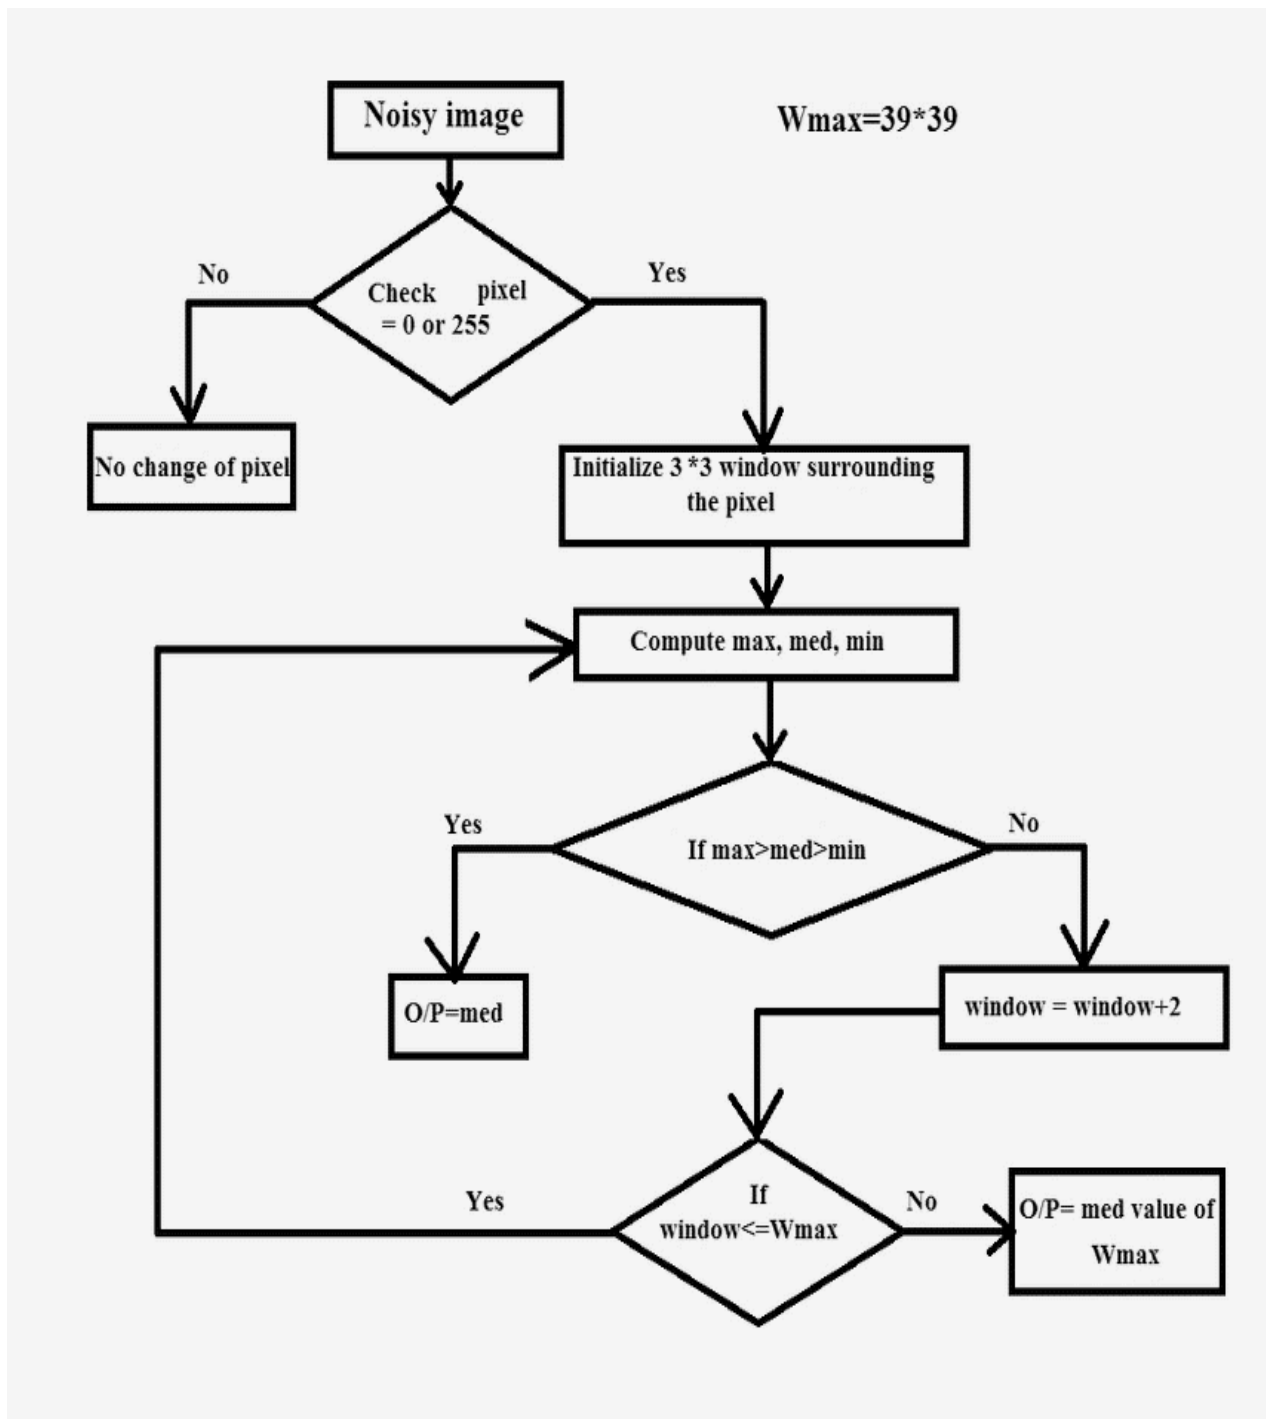 Noisy image
Wmax=39*39
No
Yes
Check pixel
= 0 or 255
No change of pixel
Initialize 3*3 window surrounding
the pixel
Compute max, med, min
Yes
No
If max>med>min
O/P=med
window = window+2
Yes
If
window<=Wmax
No
O/P= med value of
Wmax